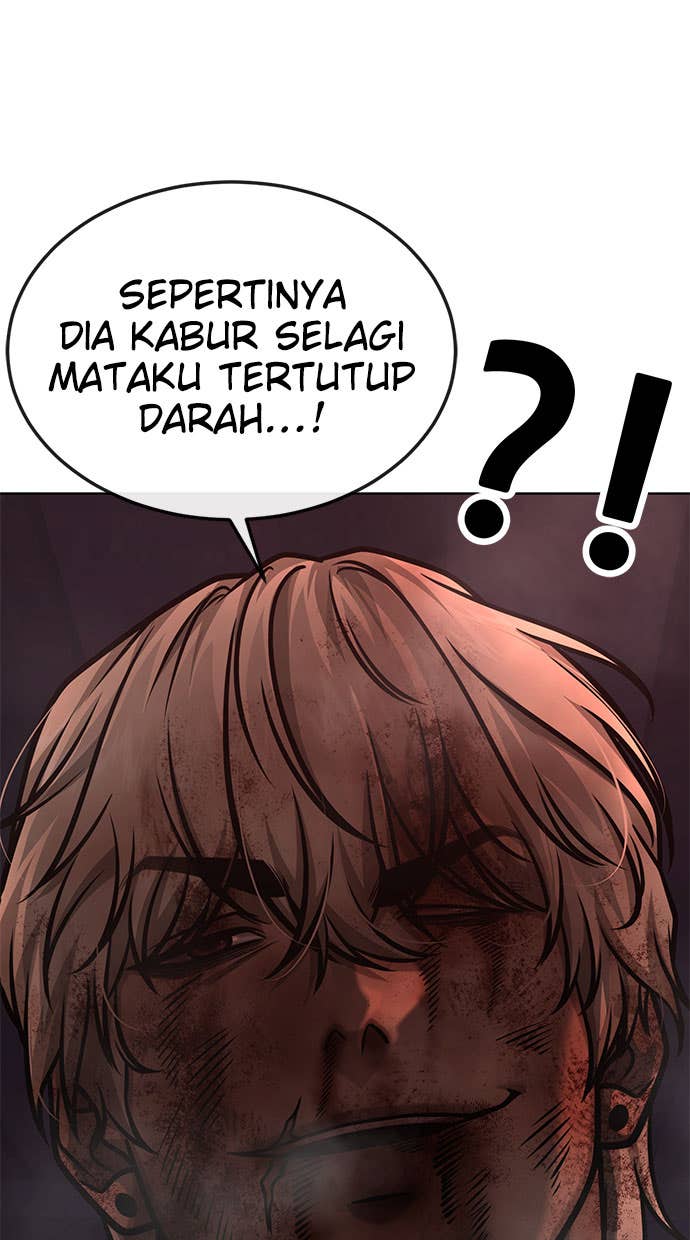 SEPERTINYA
DIA KABUR SELAGI
MATAKU TERTUTUP
DARAH...!
?!